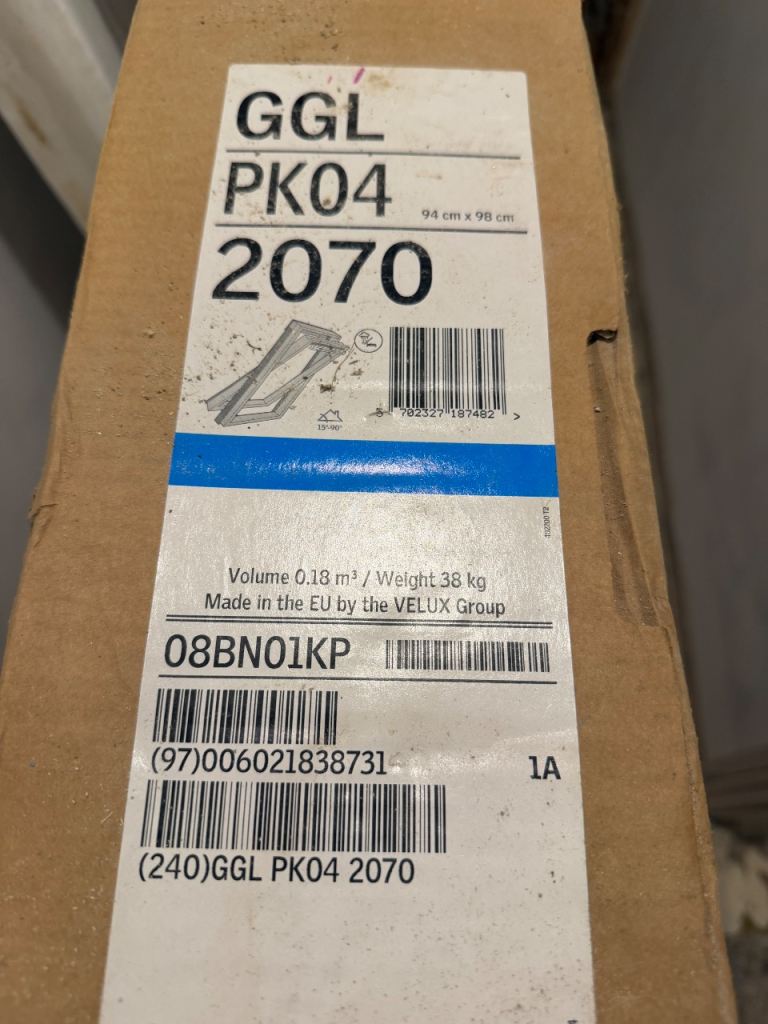 GGL
PK04 94 cm x 98 cm
2070
15°-90°
5 702327 187482 >
Volume 0.18 m³ / Weight 38 kg
Made in the EU by the VELUX Group
08BN01KP
(97)006021838731 1A
(240)GGL PK04 2070